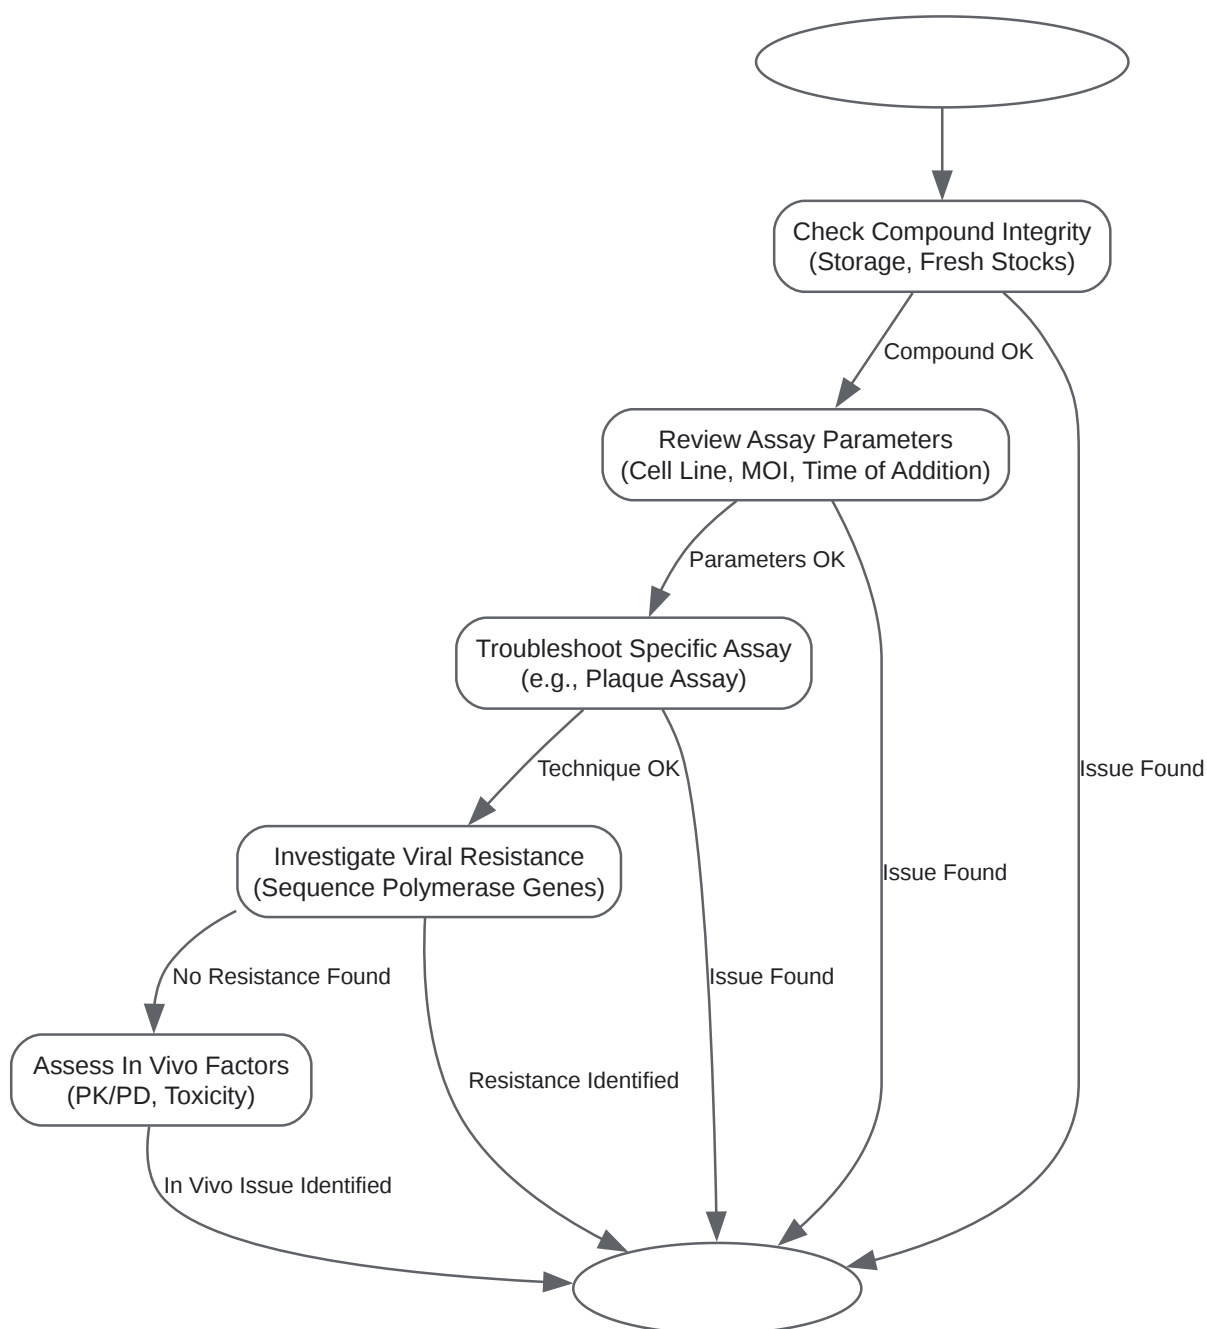 Check Compound Integrity
(Storage, Fresh Stocks)
Compound OK
Review Assay Parameters
(Cell Line, MOI, Time of Addition)
Parameters OK
Troubleshoot Specific Assay
(e.g., Plaque Assay)
Technique OK
Issue Found
Investigate Viral Resistance
(Sequence Polymerase Genes)
Issue Found
No Resistance Found
Issue Found
Assess In Vivo Factors
(PK/PD, Toxicity)
Resistance Identified
In Vivo Issue Identified